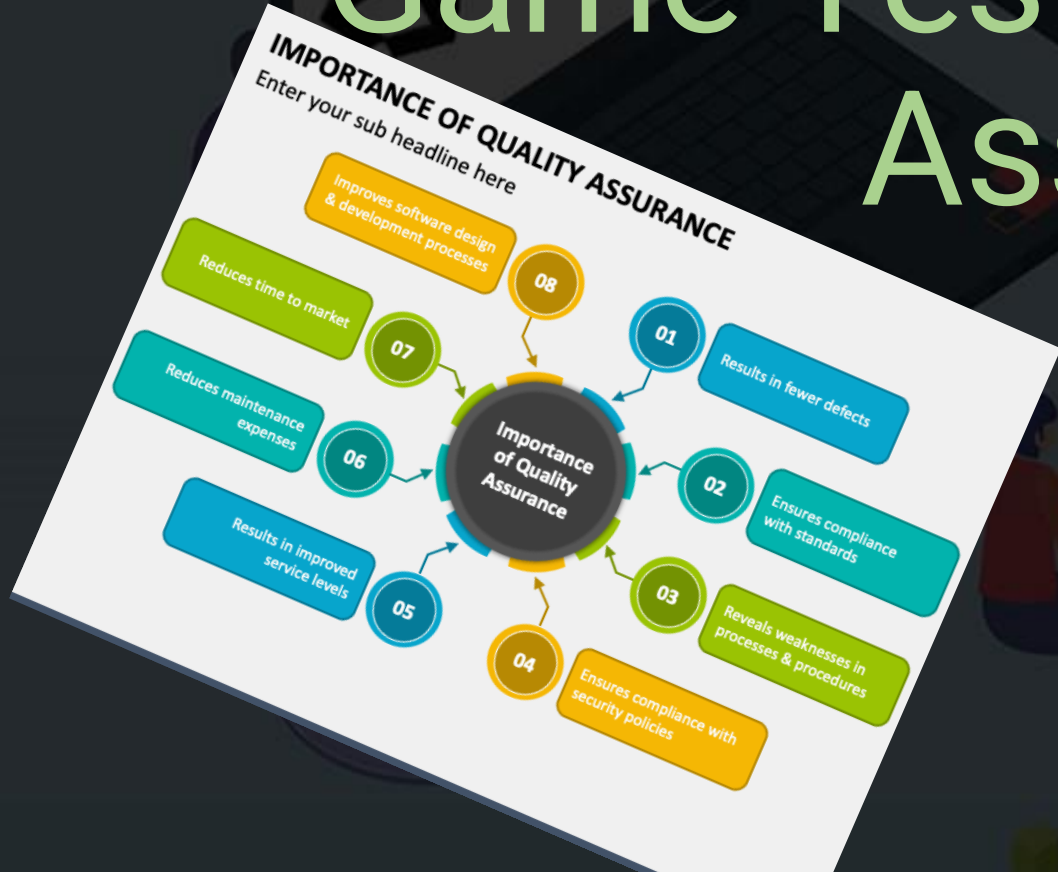 Game Tes
Ass
IMPORTANCE OF QUALITY ASSURANCE
Enter your sub headline here
Improves software design
& development processes
08
01
Results in fewer defects
Reduces time to market
07
Reduces maintenance
expenses
06
Importance
of Quality
Assurance
02
Ensures compliance
with standards
Results in improved
service levels
05
03
Reveals weaknesses in
processes & procedures
04
Ensures compliance with
security policies